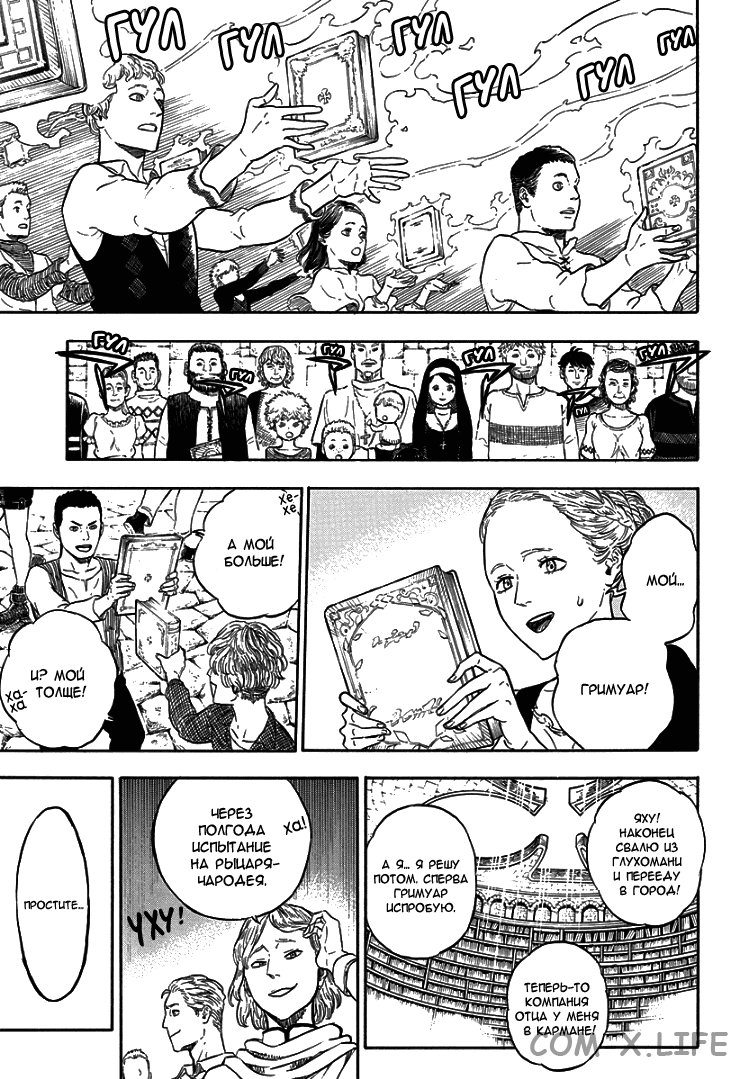 ГУЛ
ГУЛ
ГУЛ
ГУЛ
ГУЛ
ГУЛ
ГУЛ
ГУЛ
ГУЛ
ГУЛ
ГУЛ
ГУЛ
МОЙ...
ГРИМУАР!
ХЕ-
ХЕ
А МОЙ
БОЛЬШЕ!
И? МОЙ
ТОЛЩЕ!
ХА-
ХА
ЯХУ!
НАКОНЕЦ
СВАЛЮ ИЗ
ГЛУХОМАНИ
И ПЕРЕЕДУ
В ГОРОД!
А Я... Я РЕШУ
ПОТОМ. СПЕРВА
ГРИМУАР
ИСПРОБУЮ.
ТЕПЕРЬ-ТО
КОМПАНИЯ
ОТЦА У МЕНЯ
В КАРМАНЕ!
ЧЕРЕЗ
ПОЛГОДА
ИСПЫТАНИЕ
НА РЫЦАРЯ-
ЧАРОДЕЯ.
ХА!
УХУ!
ПРОСТИТЕ...
COM-X.LIFE